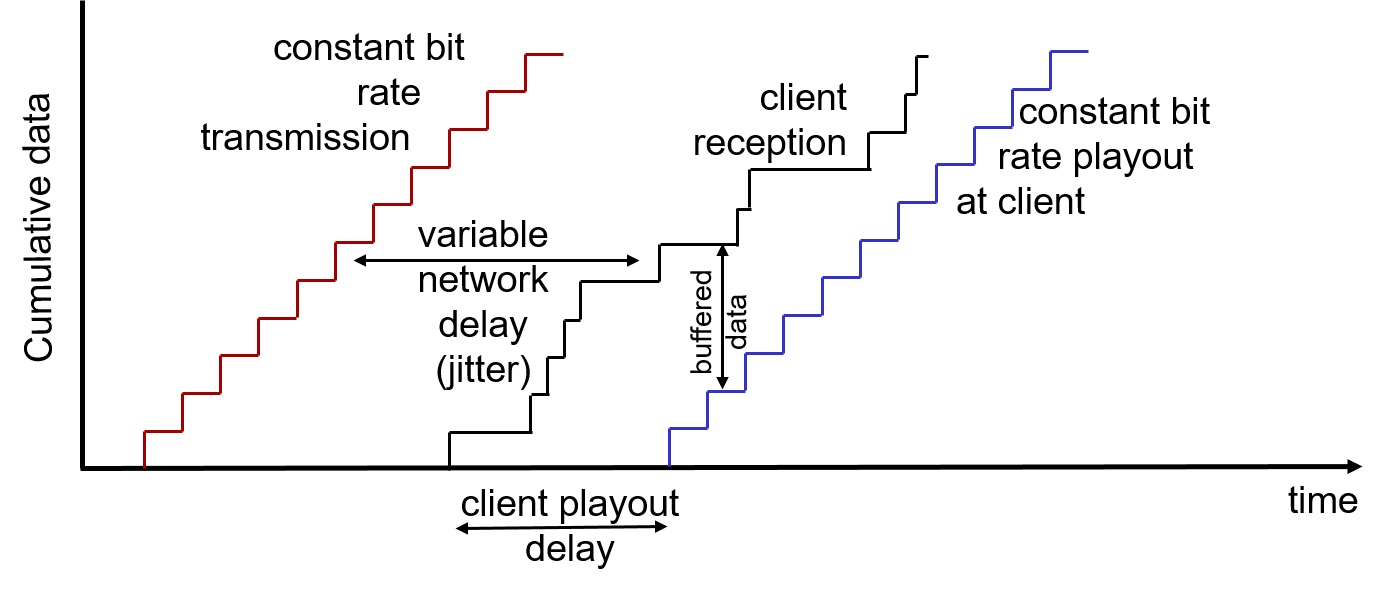 constant bit
rate
transmission
client
reception
constant bit
rate playout
at client
variable
network
delay
(jitter)
buffered
data
Cumulative data
client playout
delay
time